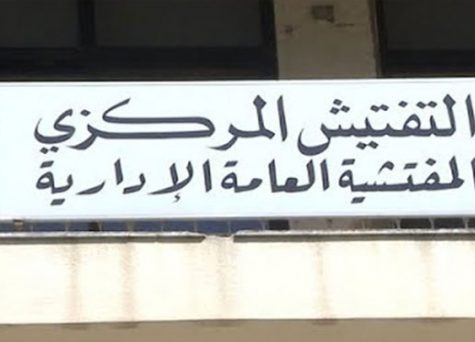 التفتيش المركزي
المفتشية العامة الإدارية